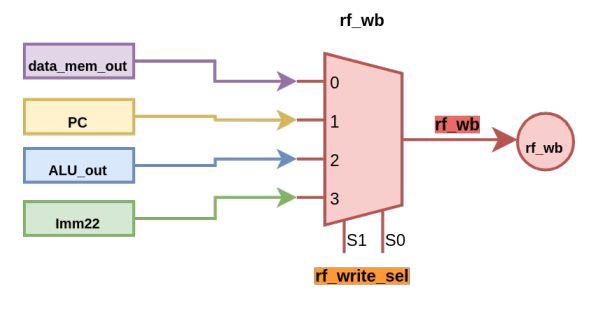 rf_wb
data_mem_out
0
PC
1
rf_wb
rf_wb
ALU_out
2
Imm22
3
S1 S0
rf_write_sel